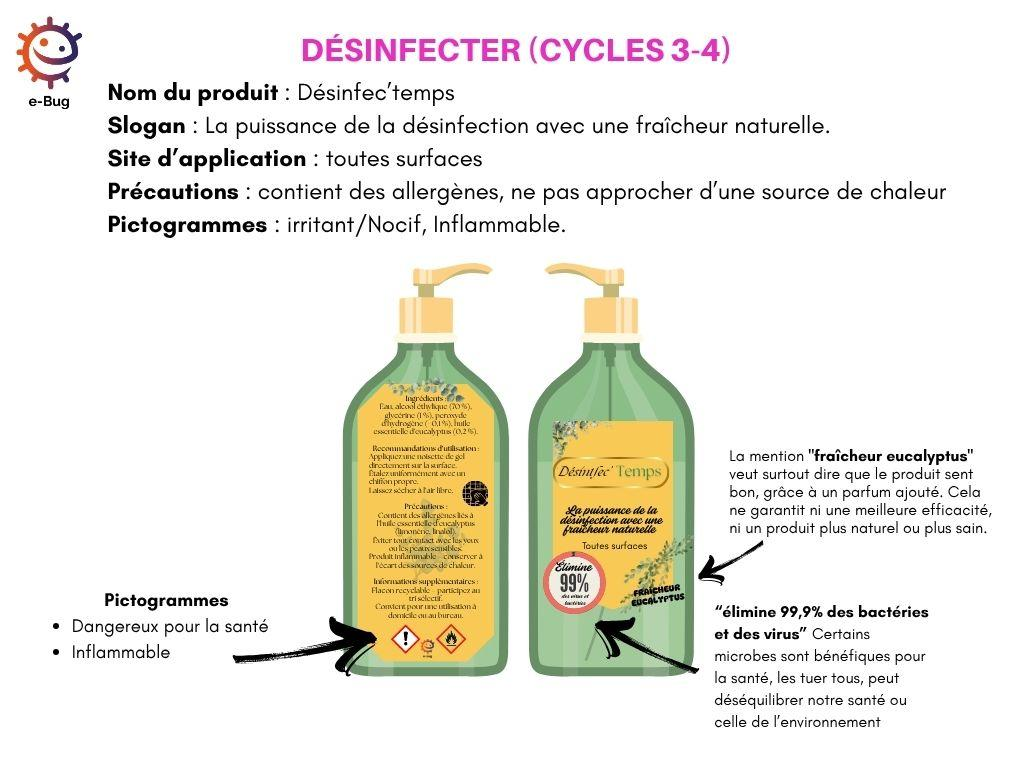 e-Bug
DÉSINFECTER (CYCLES 3-4)
Nom du produit : Désinfec’temps
Slogan : La puissance de la désinfection avec une fraîcheur naturelle.
Site d’application : toutes surfaces
Précautions : contient des allergènes, ne pas approcher d’une source de chaleur
Pictogrammes : irritant/Nocif, Inflammable.
Ingrédients :
Eau, alcool éthylique (70 %),
glycérine (1 %), peroxyde
d'hydrogène ( 0,1 %), huile
essentielle d'eucalyptus (0,2 %).
Recommandations d'utilisation :
Appliquez une noisette de gel
directement sur la surface.
Étalez uniformément avec un
chiffon propre.
Laissez sécher à l'air libre.
Précautions :
Contient des allergènes liés à
l'huile essentielle d'eucalyptus
(limonène, linalol).
Éviter tout contact avec les yeux
ou les peaux sensibles.
Produit Inflammable conserver à
l'écart des sources de chaleur.
Informations supplémentaires :
Flacon recyclable participez au
tri sélectif.
Convient pour une utilisation à
domicile ou au bureau.
e-Bug
Désinfec' Temps
La puissance de la
désinfection avec une
fraîcheur naturelle
Toutes surfaces
Élimine
99%
des virus et
bactéries
FRAÎCHEUR
EUCALYPTUS
La mention "fraîcheur eucalyptus"
veut surtout dire que le produit sent
bon, grâce à un parfum ajouté. Cela
ne garantit ni une meilleure efficacité,
ni un produit plus naturel ou plus sain.
Pictogrammes
• Dangereux pour la santé
• Inflammable
“élimine 99,9% des bactéries
et des virus” Certains
microbes sont bénéfiques pour
la santé, les tuer tous, peut
déséquilibrer notre santé ou
celle de l’environnement